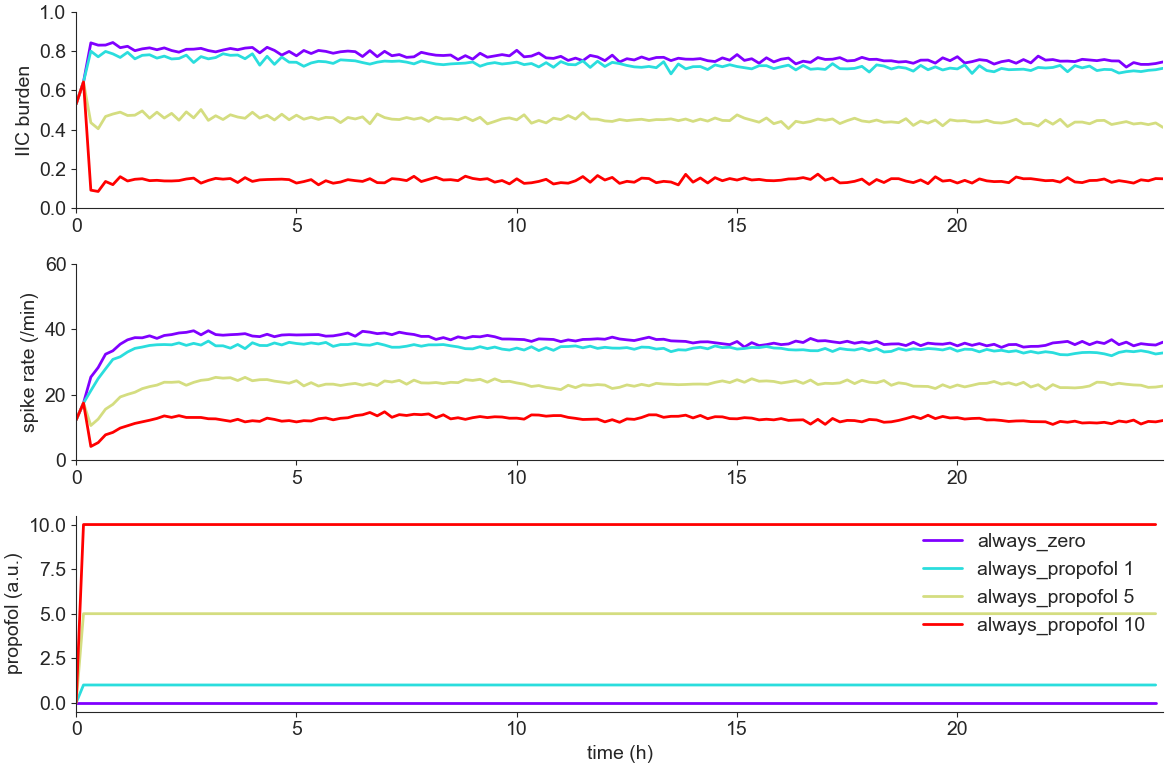 1.0
0.8
0.6
0.4
0.2
0.0
IIC burden
0 5 10 15 20
60
40
20
0
spike rate (/min)
0 5 10 15 20
10.0
7.5
5.0
2.5
0.0
propofol (a.u.)
always_zero
always_propofol 1
always_propofol 5
always_propofol 10
0 5 10 15 20
time (h)